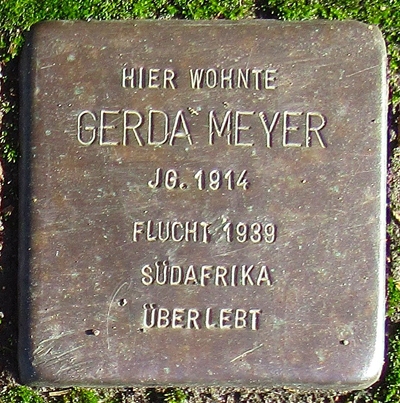 HIER WOHNTE
GERDA MEYER
JG. 1914
FLUCHT 1939
SÜDAFRIKA
ÜBERLEBT